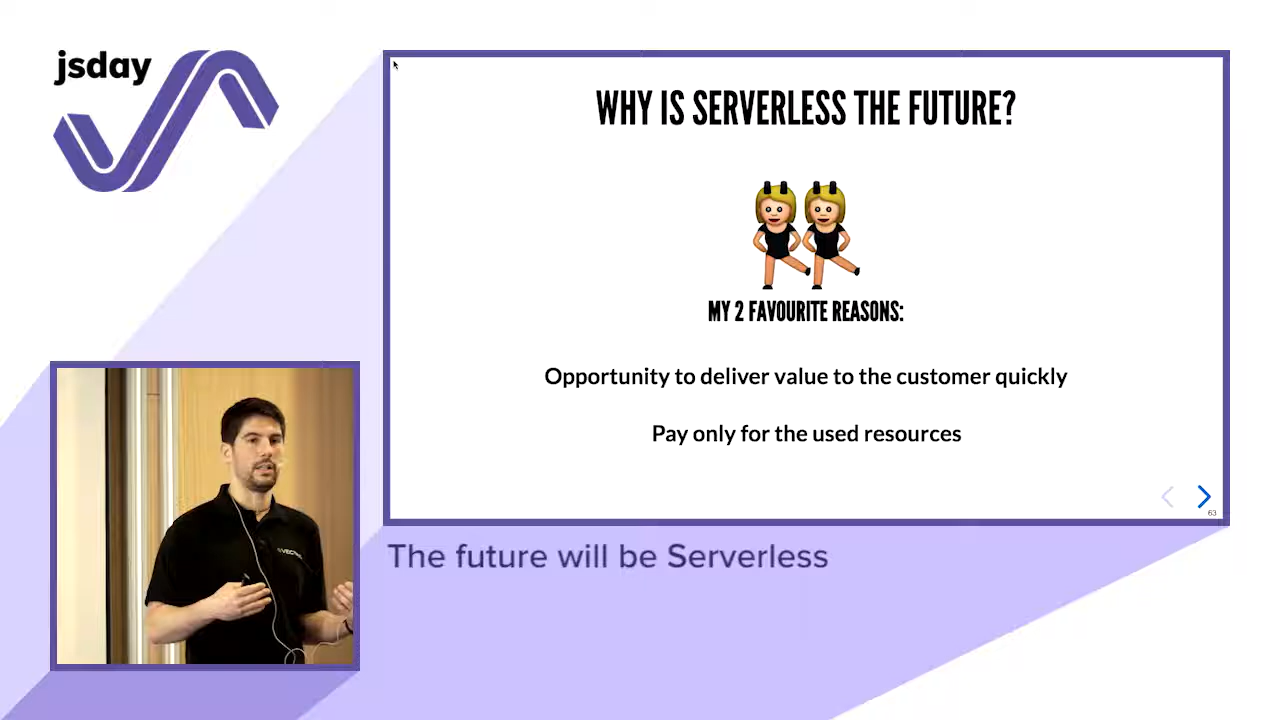 jsday
WHY IS SERVERLESS THE FUTURE?
MY 2 FAVOURITE REASONS:
Opportunity to deliver value to the customer quickly
Pay only for the used resources
63
The future will be Serverless